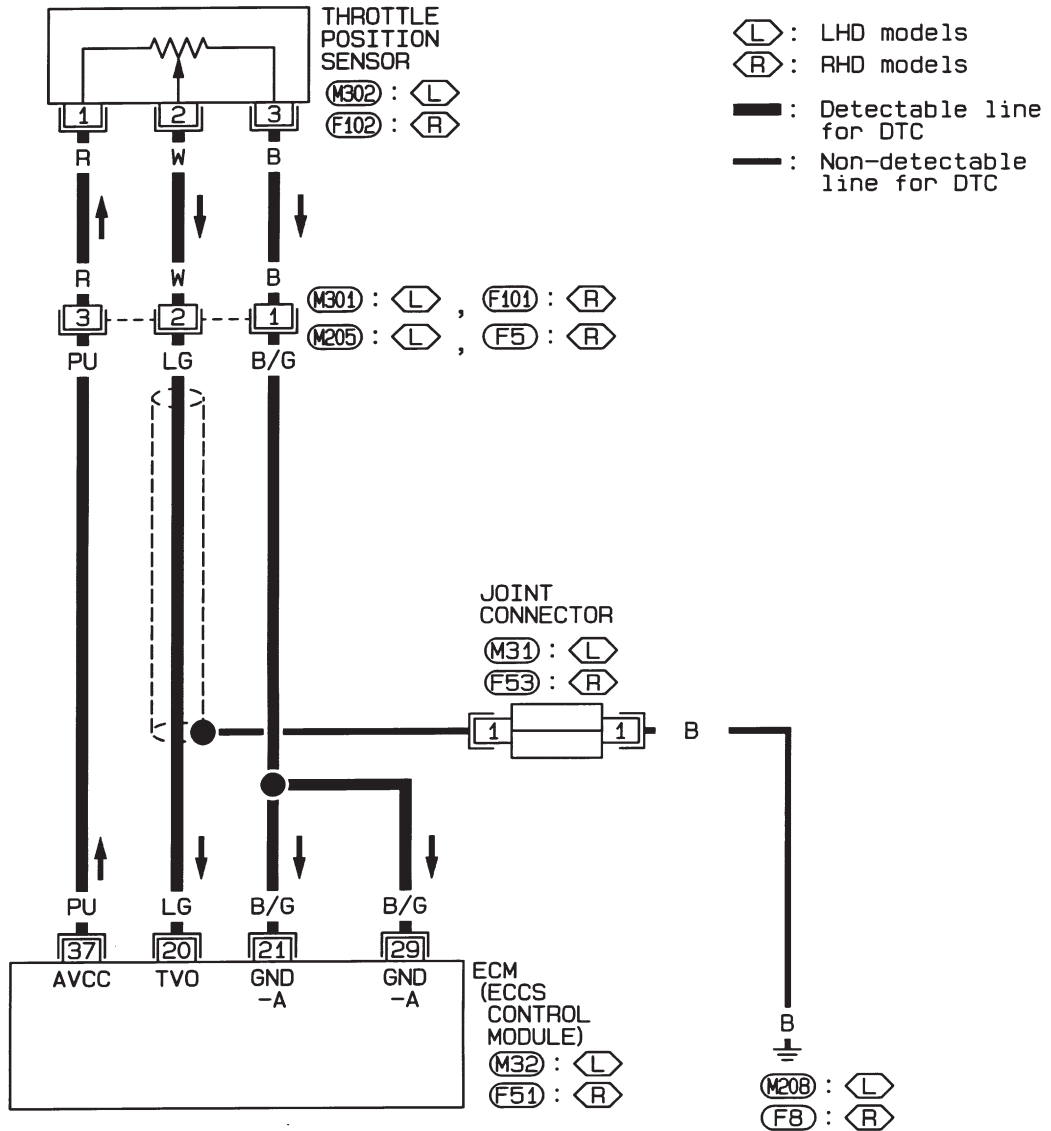 THROTTLE
POSITION
SENSOR
M302 : L
F102 : R
L : LHD models
R : RHD models
: Detectable line
for DTC
: Non-detectable
line for DTC
1 2 3
R W B
R W B
3 2 1
M301 : L , F101 : R
M205 : L , F5 : R
PU LG B/G
JOINT
CONNECTOR
M31 : L
F53 : R
1 1 B
PU LG B/G B/G
37 20 21 29
AVCC TVO GND
-A
GND
-A
ECM
(ECCS
CONTROL
MODULE)
M32 : L
F51 : R
B
M208 : L
F8 : R